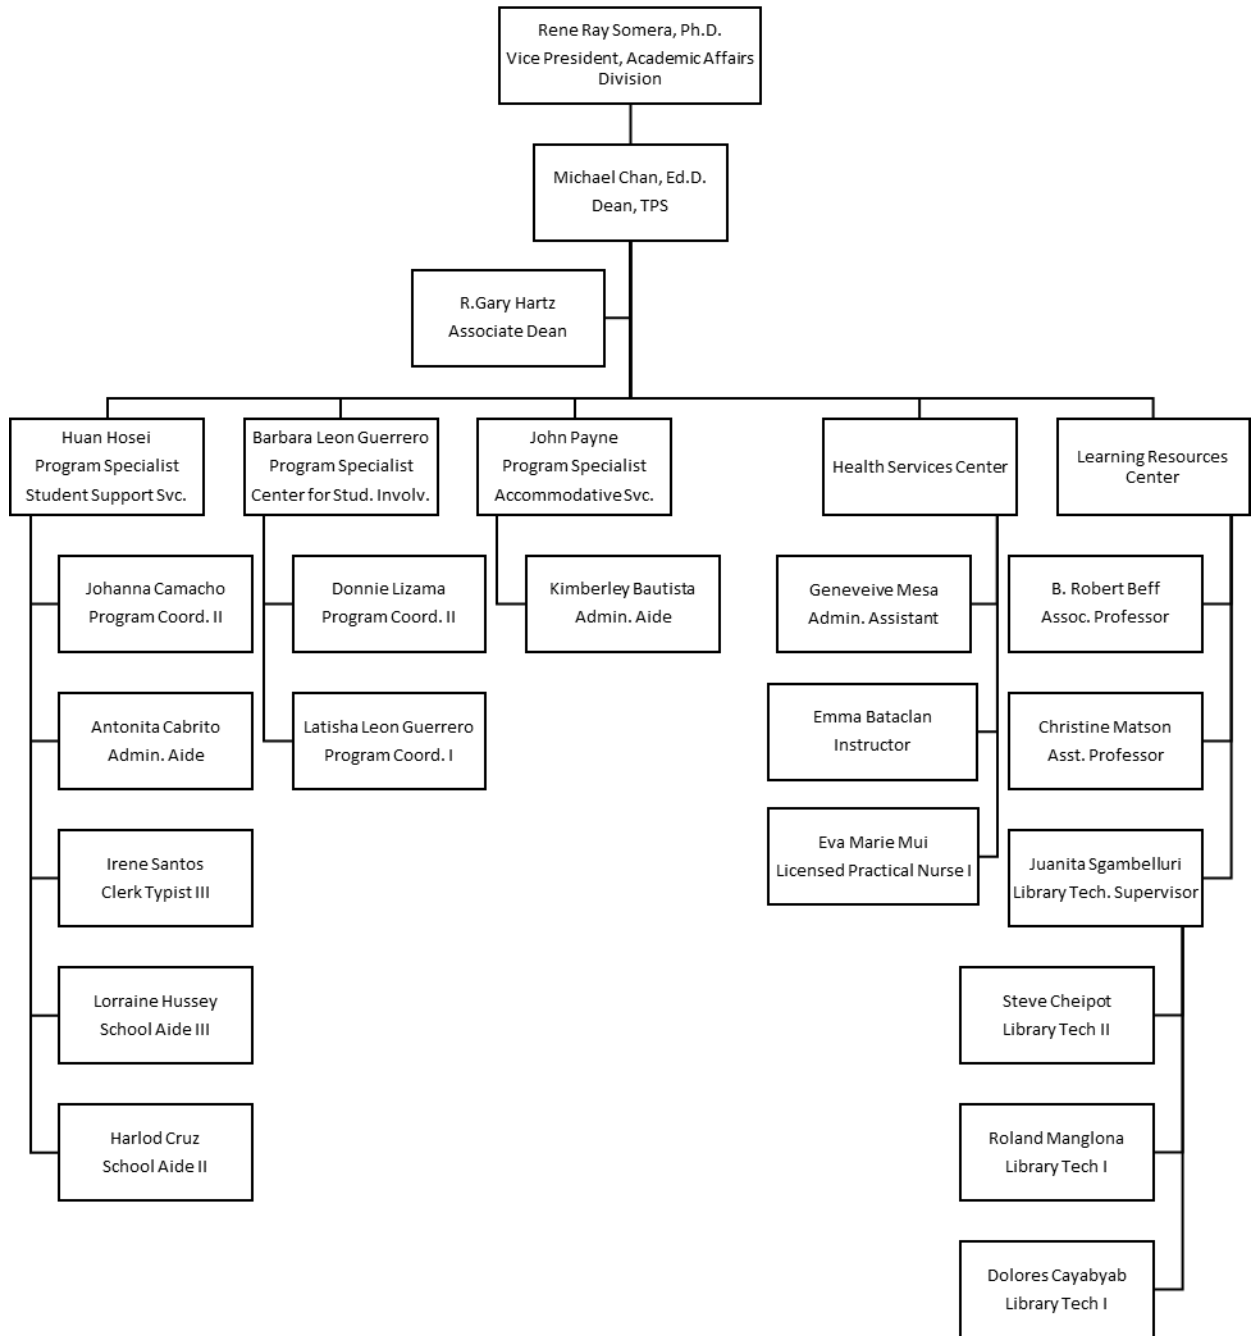 Rene Ray Somera, Ph.D.
Vice President, Academic Affairs
Division
Michael Chan, Ed.D.
Dean, TPS
R.Gary Hartz
Associate Dean
Huan Hosei
Program Specialist
Student Support Svc.
Barbara Leon Guerrero
Program Specialist
Center for Stud. Involv.
John Payne
Program Specialist
Accommodative Svc.
Health Services Center
Learning Resources
Center
Johanna Camacho
Program Coord. II
Antonita Cabrito
Admin. Aide
Irene Santos
Clerk Typist III
Lorraine Hussey
School Aide III
Harlod Cruz
School Aide II
Donnie Lizama
Program Coord. II
Latisha Leon Guerrero
Program Coord. I
Kimberley Bautista
Admin. Aide
Geneveive Mesa
Admin. Assistant
Emma Bataclan
Instructor
Eva Marie Mui
Licensed Practical Nurse I
B. Robert Beff
Assoc. Professor
Christine Matson
Asst. Professor
Juanita Sgambelluri
Library Tech. Supervisor
Steve Cheipot
Library Tech II
Roland Manglona
Library Tech I
Dolores Cayabyab
Library Tech I